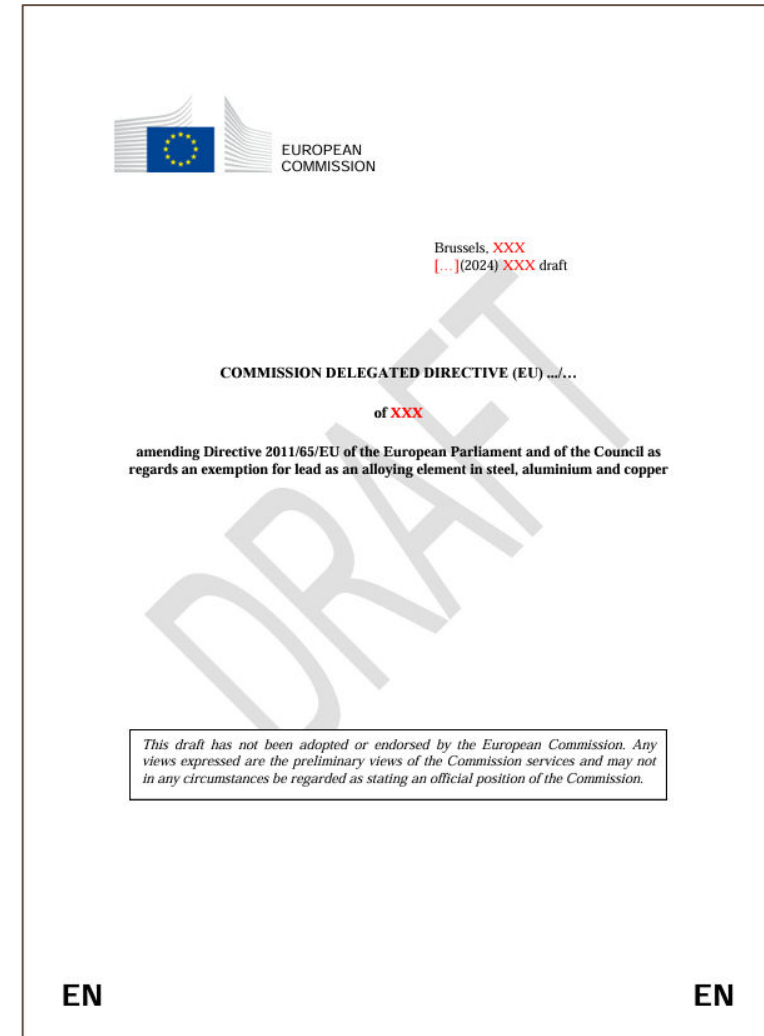 EUROPEAN
COMMISSION
Brussels, XXX
[…](2024) XXX draft
COMMISSION DELEGATED DIRECTIVE (EU) .../…
of XXX
amending Directive 2011/65/EU of the European Parliament and of the Council as
regards an exemption for lead as an alloying element in steel, aluminium and copper
DRAFT
This draft has not been adopted or endorsed by the European Commission. Any
views expressed are the preliminary views of the Commission services and may not
in any circumstances be regarded as stating an official position of the Commission.
EN EN